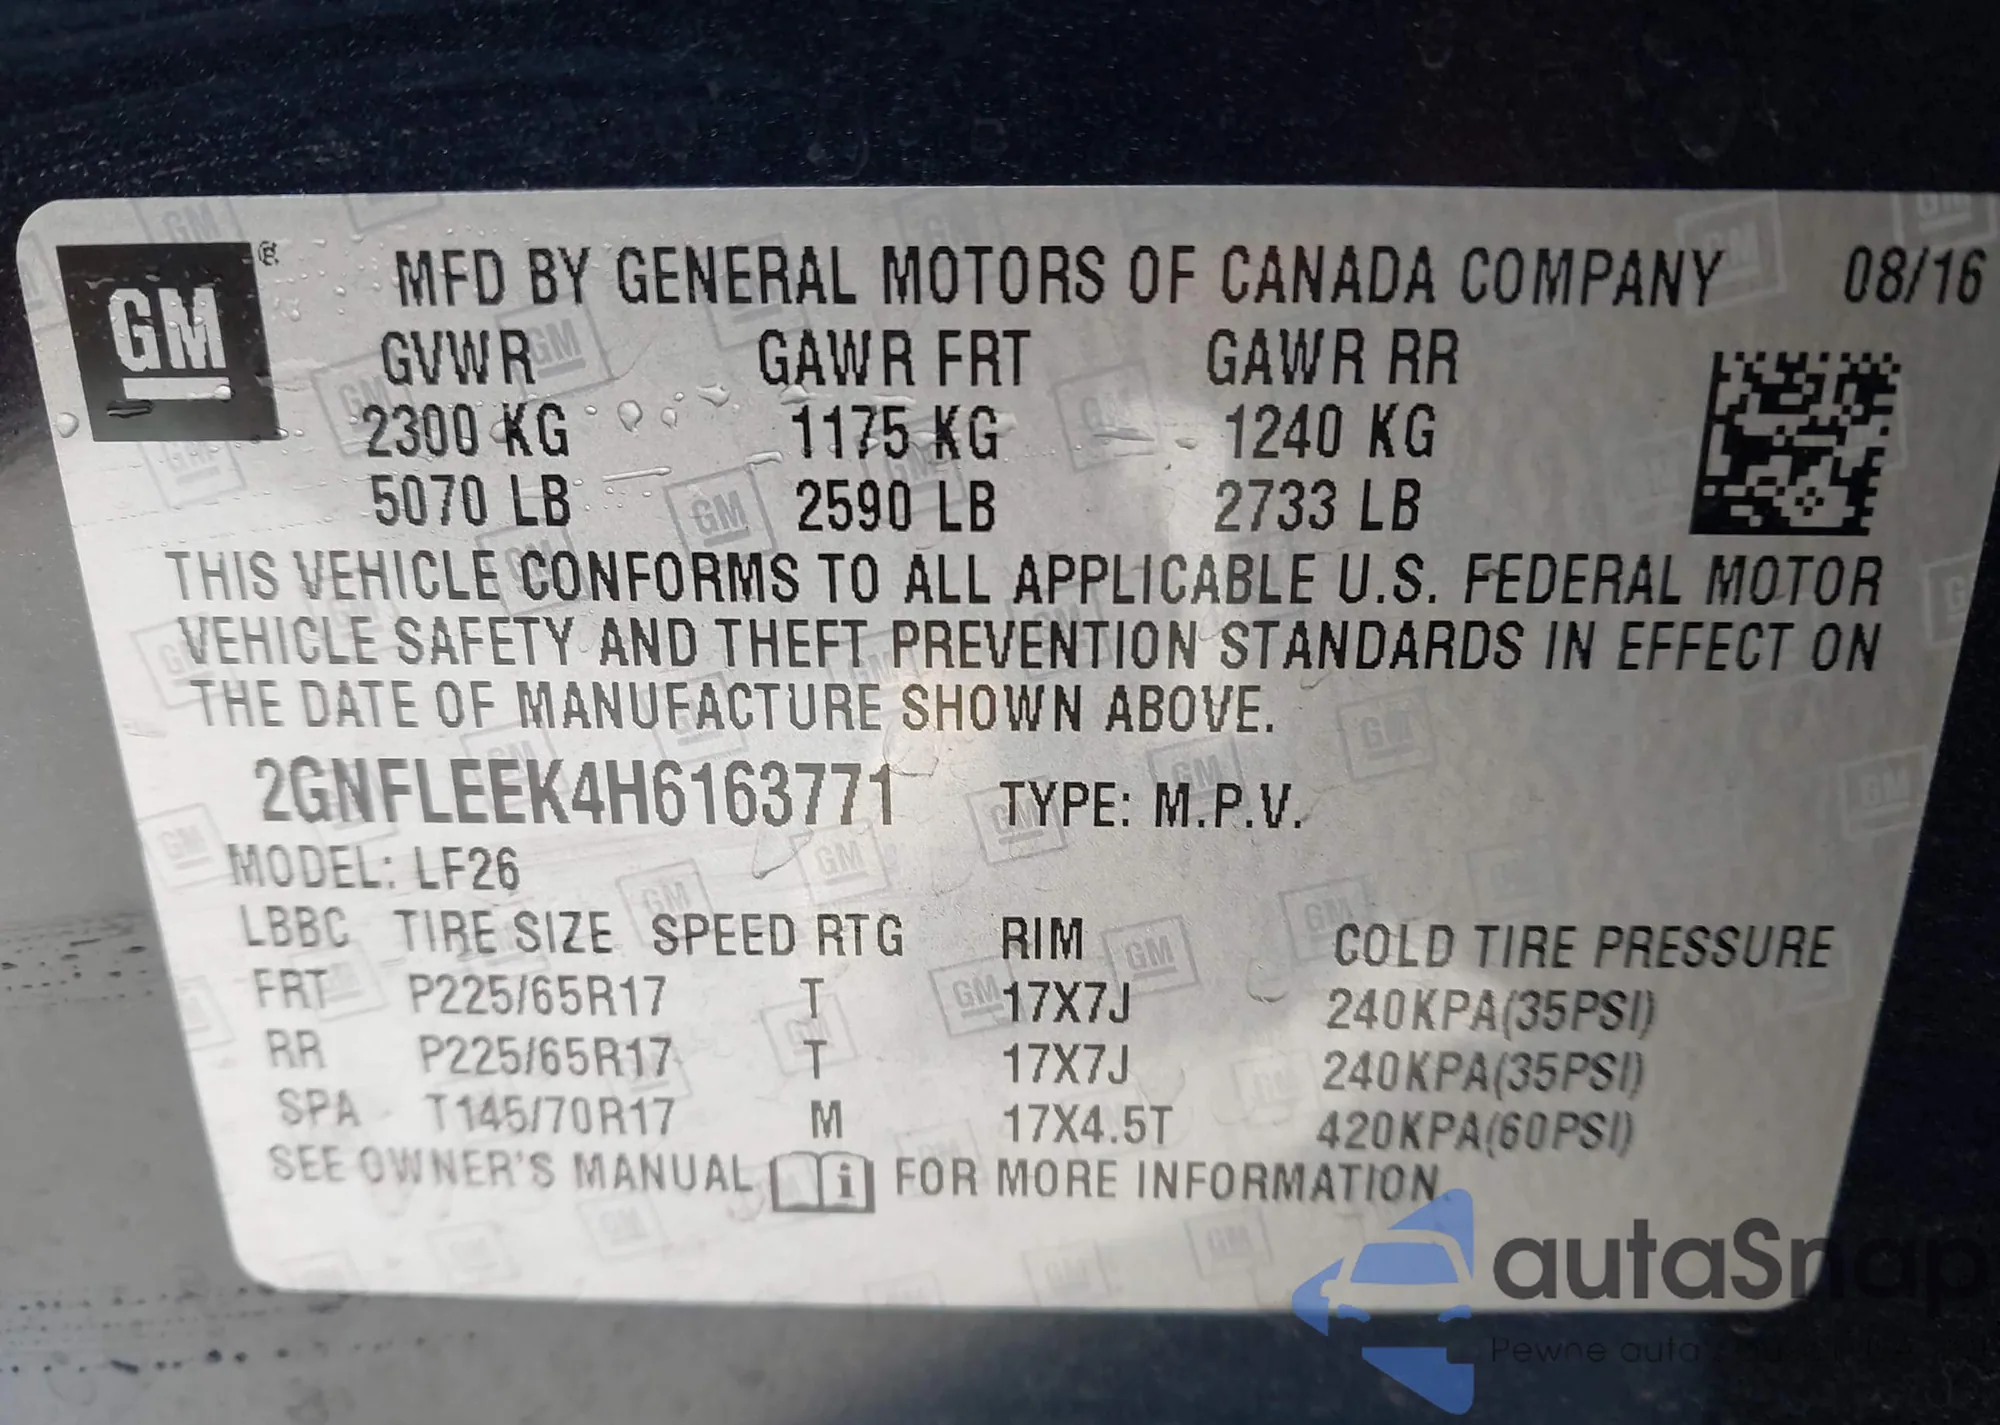 GM ® MFD BY GENERAL MOTORS OF CANADA COMPANY 08/16
GVWR GAWR FRT GAWR RR
2300 KG 1175 KG 1240 KG
5070 LB 2590 LB 2733 LB
THIS VEHICLE CONFORMS TO ALL APPLICABLE U.S. FEDERAL MOTOR
VEHICLE SAFETY AND THEFT PREVENTION STANDARDS IN EFFECT ON
THE DATE OF MANUFACTURE SHOWN ABOVE.
2GNFLEEK4H6163771 TYPE: M.P.V.
MODEL: LF26
LBBC TIRE SIZE SPEED RTG RIM COLD TIRE PRESSURE
FRT P225/65R17 T 17X7J 240KPA(35PSI)
RR P225/65R17 T 17X7J 240KPA(35PSI)
SPA T145/70R17 M 17X4.5T 420KPA(60PSI)
SEE OWNER'S MANUAL i FOR MORE INFORMATION
autaSnap
Pewne auta